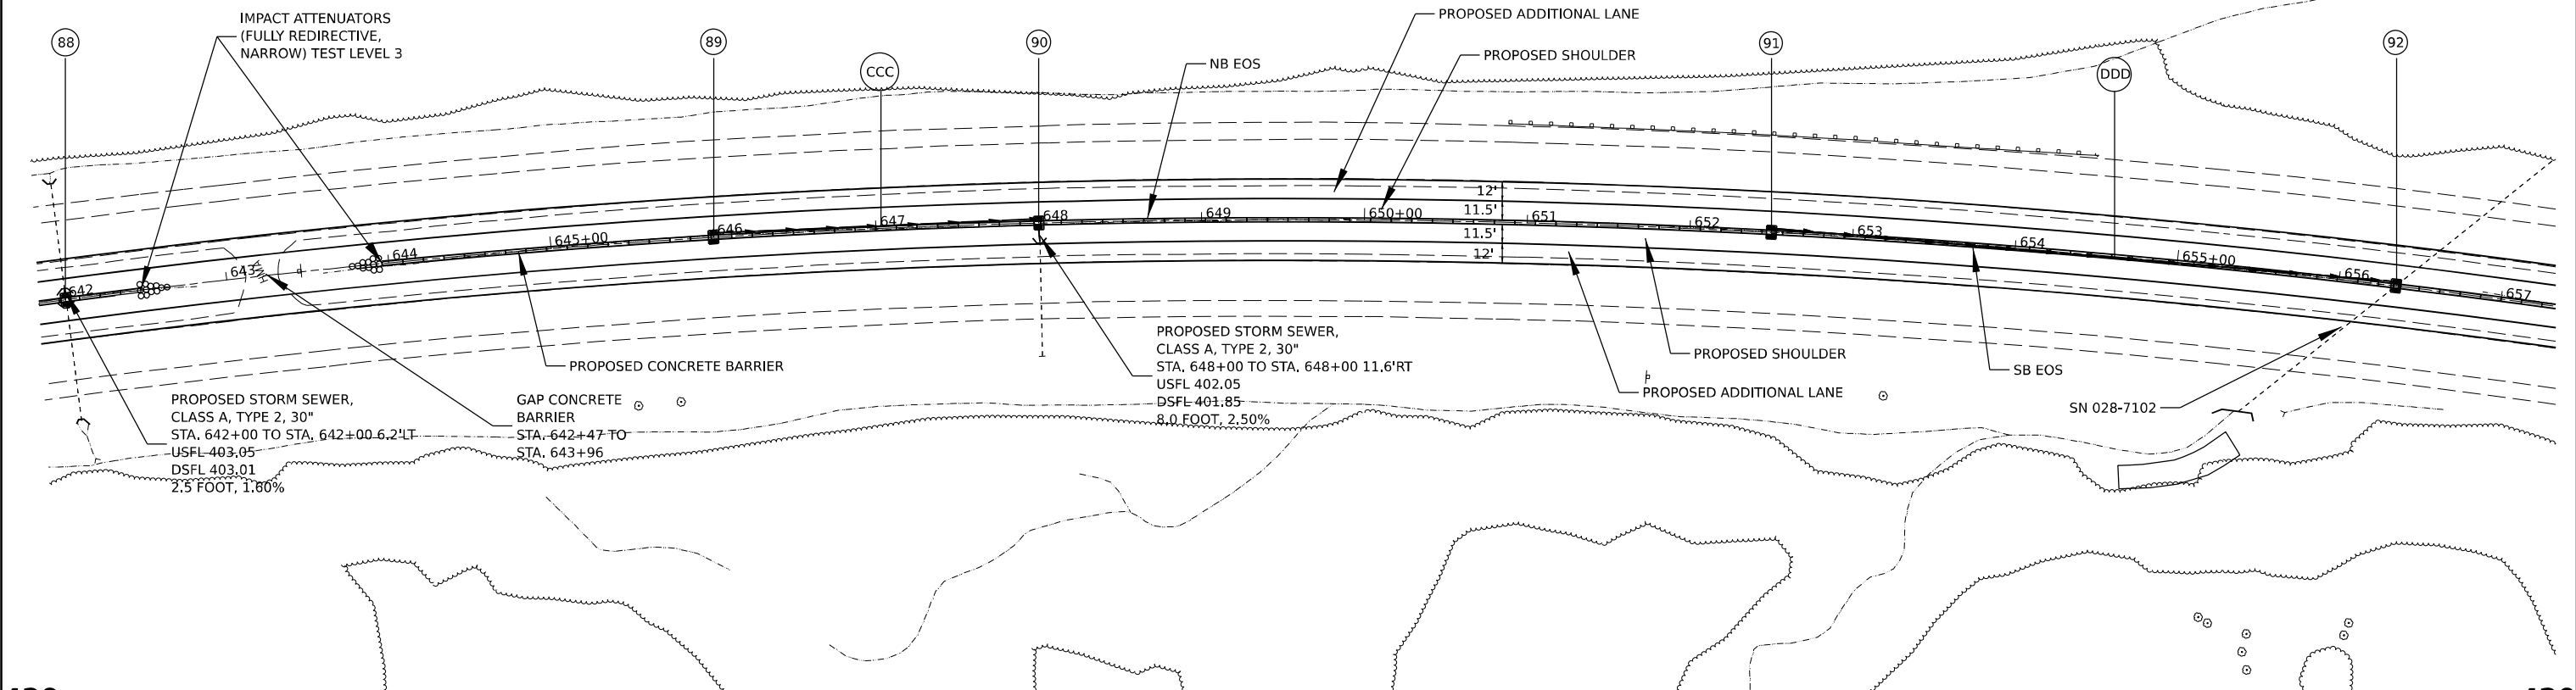 IMPACT ATTENUATORS
(FULLY REDIRECTIVE,
NARROW) TEST LEVEL 3
PROPOSED ADDITIONAL LANE
PROPOSED SHOULDER
NB EOS
88
89
CCC
90
91
DDD
92
12'
11.5'
11.5'
12'
642
643
644
645+00
646
647
648
649
650+00
651
652
653
654
655+00
656
657
PROPOSED CONCRETE BARRIER
PROPOSED STORM SEWER,
CLASS A, TYPE 2, 30"
STA. 648+00 TO STA. 648+00 11.6'RT
USFL 402.05
DSFL 401.85
8.0 FOOT, 2.50%
PROPOSED SHOULDER
PROPOSED ADDITIONAL LANE
SB EOS
SN 028-7102
PROPOSED STORM SEWER,
CLASS A, TYPE 2, 30"
STA. 642+00 TO STA. 642+00 6.2'LT
USFL 403.05
DSFL 403.01
2.5 FOOT, 1.60%
GAP CONCRETE
BARRIER
STA. 642+47 TO
STA. 643+96